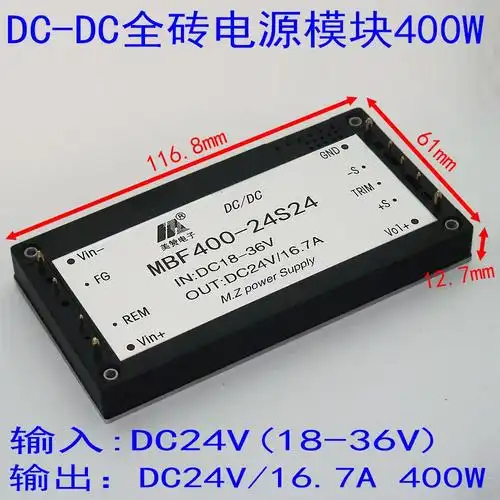 DC-DC全砖电源模块400W
116.8mm
61mm
12.7mm
DC/DC
美赞电子
®
MBF400-24S24
IN:DC18-36V
OUT:DC24V/16.7A
M.Z power Supply
Vin-
FG
REM
Vin+
GND
-S
TRIM
+S
Vol+
输入:DC24V(18-36V)
输出: DC24V/16.7A 400W